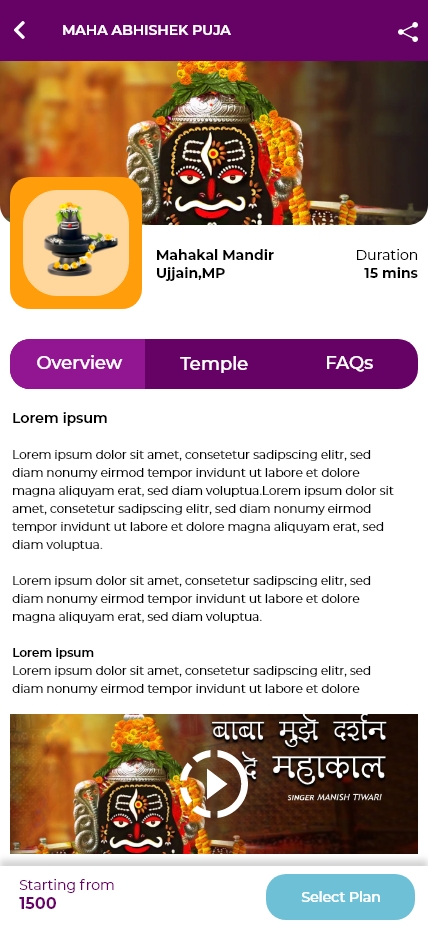 MAHA ABHISHEK PUJA
Mahakal Mandir
Ujjain,MP
Duration
15 mins
Overview
Temple
FAQs
Lorem ipsum
Lorem ipsum dolor sit amet, consetetur sadipscing elitr, sed
diam nonumy eirmod tempor invidunt ut labore et dolore
magna aliquyam erat, sed diam voluptua.Lorem ipsum dolor sit
amet, consetetur sadipscing elitr, sed diam nonumy eirmod
tempor invidunt ut labore et dolore magna aliquyam erat, sed
diam voluptua.
Lorem ipsum dolor sit amet, consetetur sadipscing elitr, sed
diam nonumy eirmod tempor invidunt ut labore et dolore
magna aliquyam erat, sed diam voluptua.
Lorem ipsum
Lorem ipsum dolor sit amet, consetetur sadipscing elitr, sed
diam nonumy eirmod tempor invidunt ut labore et dolore
बाबा मुझे दर्शन
दे महाकाल
SINGER MANISH TIWARI
Starting from
1500
Select Plan